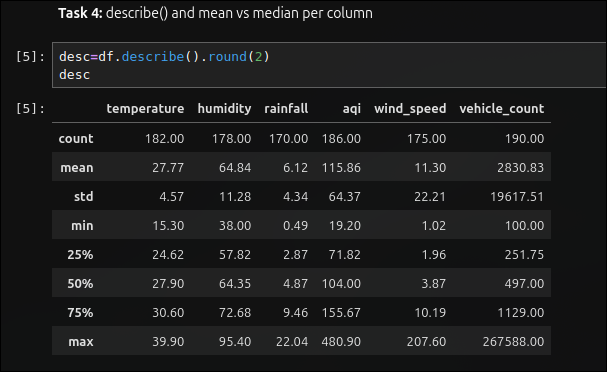 Task 4: describe() and mean vs median per column
[5]: desc=df.describe().round(2)
desc
[5]: temperature humidity rainfall aqi wind_speed vehicle_count
count 182.00 178.00 170.00 186.00 175.00 190.00
mean 27.77 64.84 6.12 115.86 11.30 2830.83
std 4.57 11.28 4.34 64.37 22.21 19617.51
min 15.30 38.00 0.49 19.20 1.02 100.00
25% 24.62 57.82 2.87 71.82 1.96 251.75
50% 27.90 64.35 4.87 104.00 3.87 497.00
75% 30.60 72.68 9.46 155.67 10.19 1129.00
max 39.90 95.40 22.04 480.90 207.60 267588.00